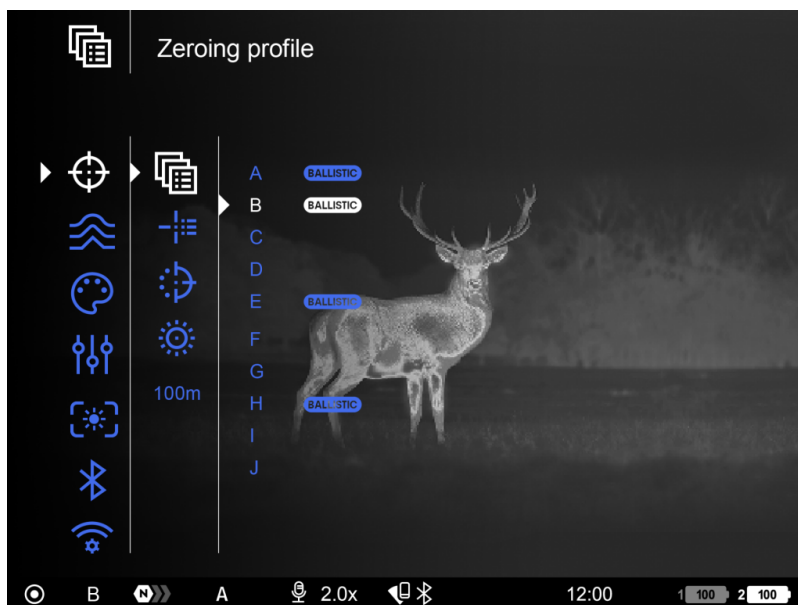 Zeroing profile
A BALLISTIC
B BALLISTIC
C
D
E BALLISTIC
F
G
H BALLISTIC
I
J
100m
B N A 2.0x 12:00 1 100 2 100